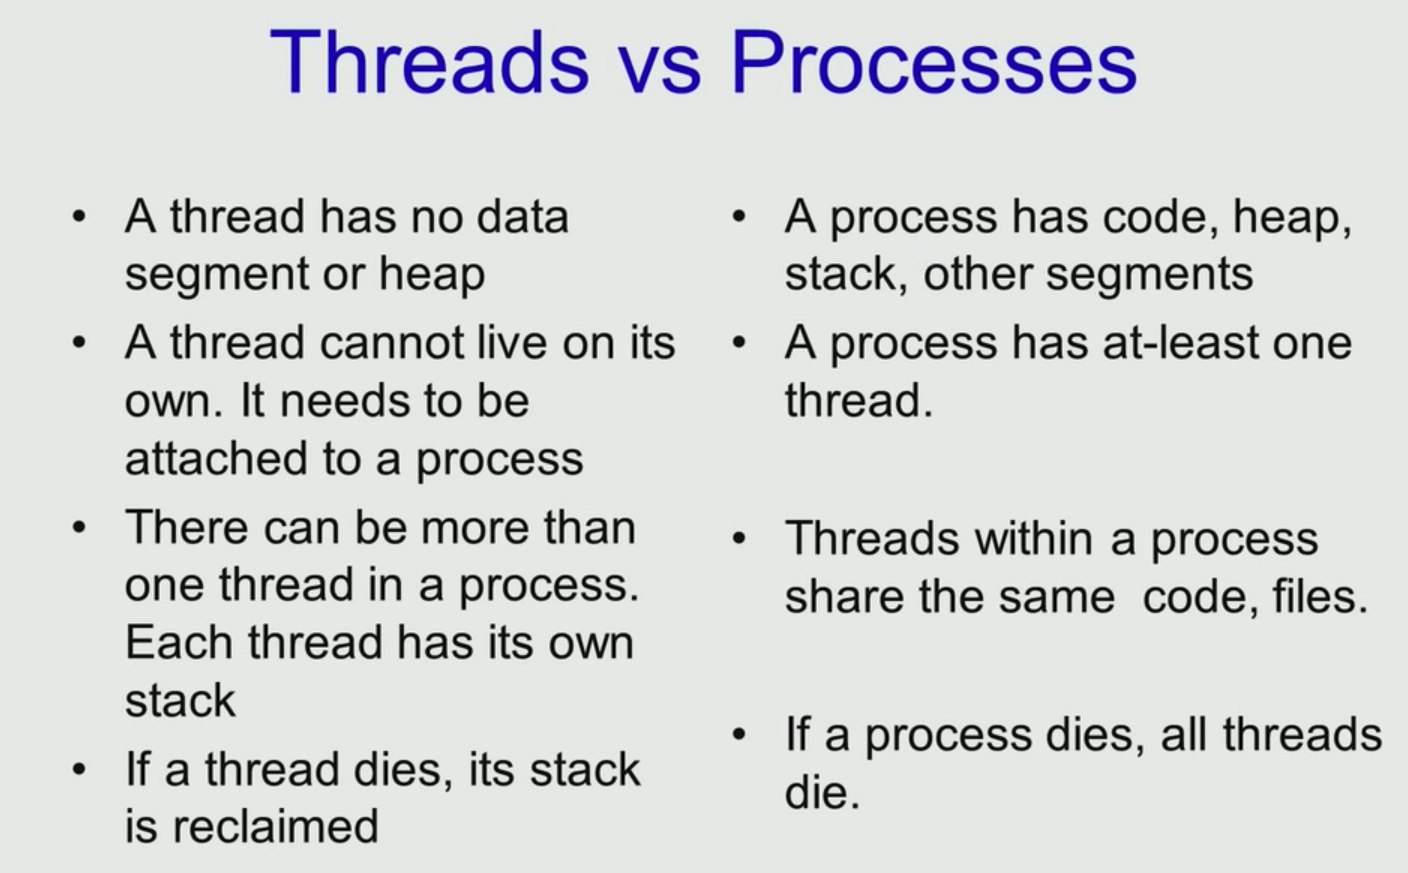 Threads vs Processes
• A thread has no data
segment or heap
• A thread cannot live on its
own. It needs to be
attached to a process
• There can be more than
one thread in a process.
Each thread has its own
stack
• If a thread dies, its stack
is reclaimed
• A process has code, heap,
stack, other segments
• A process has at-least one
thread.
• Threads within a process
share the same code, files.
• If a process dies, all threads
die.